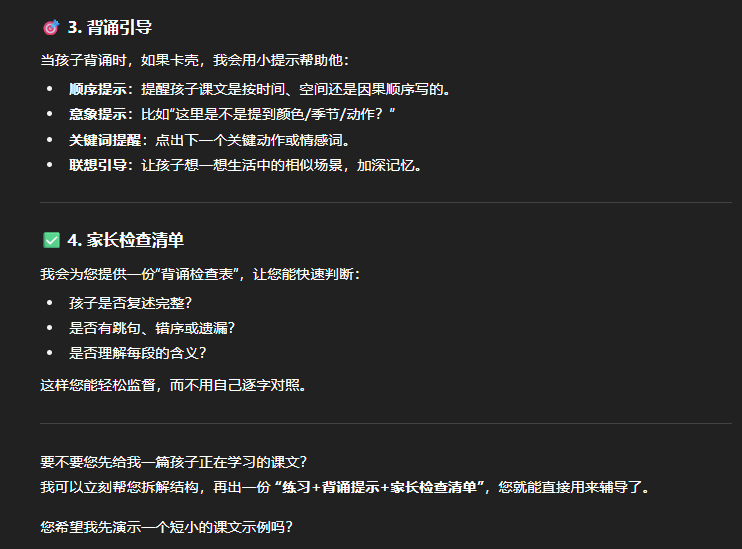 🎯 3. 背诵引导
当孩子背诵时，如果卡壳，我会用小提示帮助他：
• 顺序提示：提醒孩子课文是按时间、空间还是因果顺序写的。
• 意象提示：比如“这里是不是提到颜色/季节/动作？”
• 关键词提醒：点出下一个关键动作或情感词。
• 联想引导：让孩子想一想生活中的相似场景，加深记忆。
✅ 4. 家长检查清单
我会为您提供一份“背诵检查表”，让您能快速判断：
• 孩子是否复述完整？
• 是否有跳句、错序或遗漏？
• 是否理解每段的含义？
这样您能轻松监督，而不用自己逐字对照。
要不要您先给我一篇孩子正在学习的课文？
我可以立刻帮您拆解结构，再出一份 “练习+背诵提示+家长检查清单”，您就能直接用来辅导了。
您希望我先演示一个短小的课文示例吗？